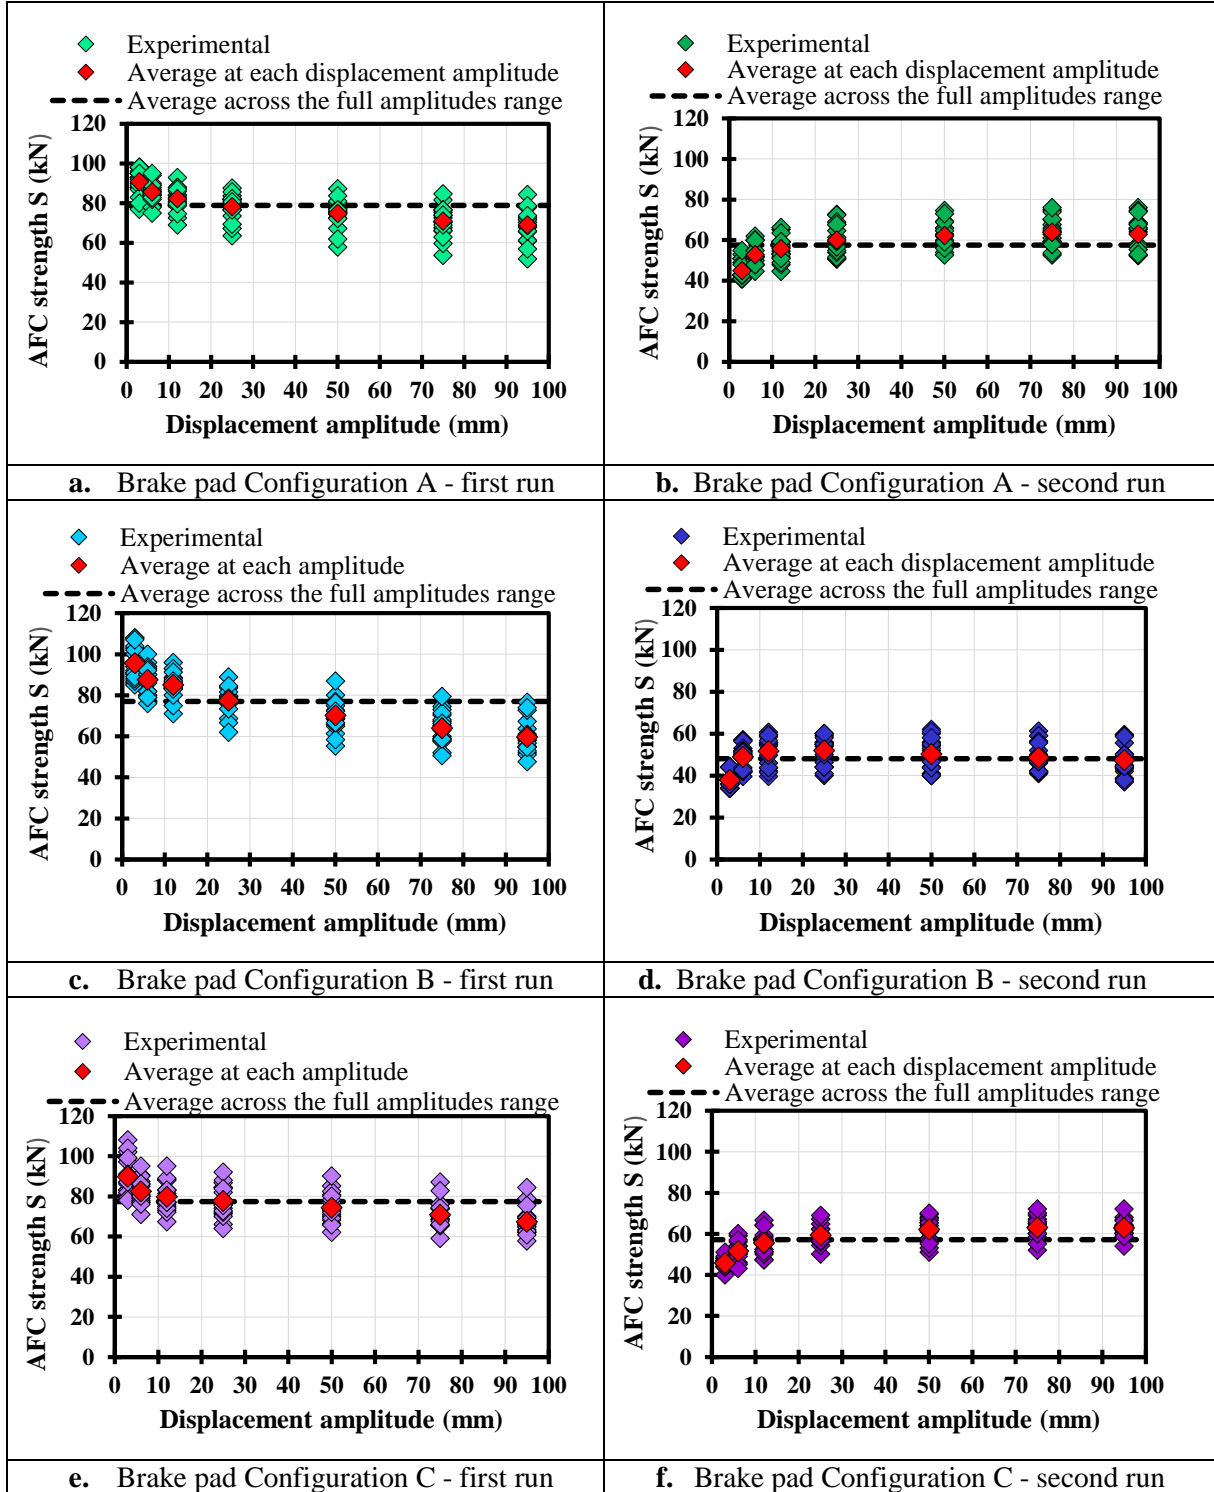 Experimental
Average at each displacement amplitude
Average across the full amplitudes range
AFC strength S (kN)
120
100
80
60
40
20
0
0 10 20 30 40 50 60 70 80 90 100
Displacement amplitude (mm)
a. Brake pad Configuration A - first run
Experimental
Average at each displacement amplitude
Average across the full amplitudes range
AFC strength S (kN)
120
100
80
60
40
20
0
0 10 20 30 40 50 60 70 80 90 100
Displacement amplitude (mm)
b. Brake pad Configuration A - second run
Experimental
Average at each amplitude
Average across the full amplitudes range
AFC strength S (kN)
120
100
80
60
40
20
0
0 10 20 30 40 50 60 70 80 90 100
Displacement amplitude (mm)
c. Brake pad Configuration B - first run
Experimental
Average at each displacement amplitude
Average across the full amplitudes range
AFC strength S (kN)
120
100
80
60
40
20
0
0 10 20 30 40 50 60 70 80 90 100
Displacement amplitude (mm)
d. Brake pad Configuration B - second run
Experimental
Average at each amplitude
Average across the full amplitudes range
AFC strength S (kN)
120
100
80
60
40
20
0
0 10 20 30 40 50 60 70 80 90 100
Displacement amplitude (mm)
e. Brake pad Configuration C - first run
Experimental
Average at each displacement amplitude
Average across the full amplitudes range
AFC strength S (kN)
120
100
80
60
40
20
0
0 10 20 30 40 50 60 70 80 90 100
Displacement amplitude (mm)
f. Brake pad Configuration C - second run